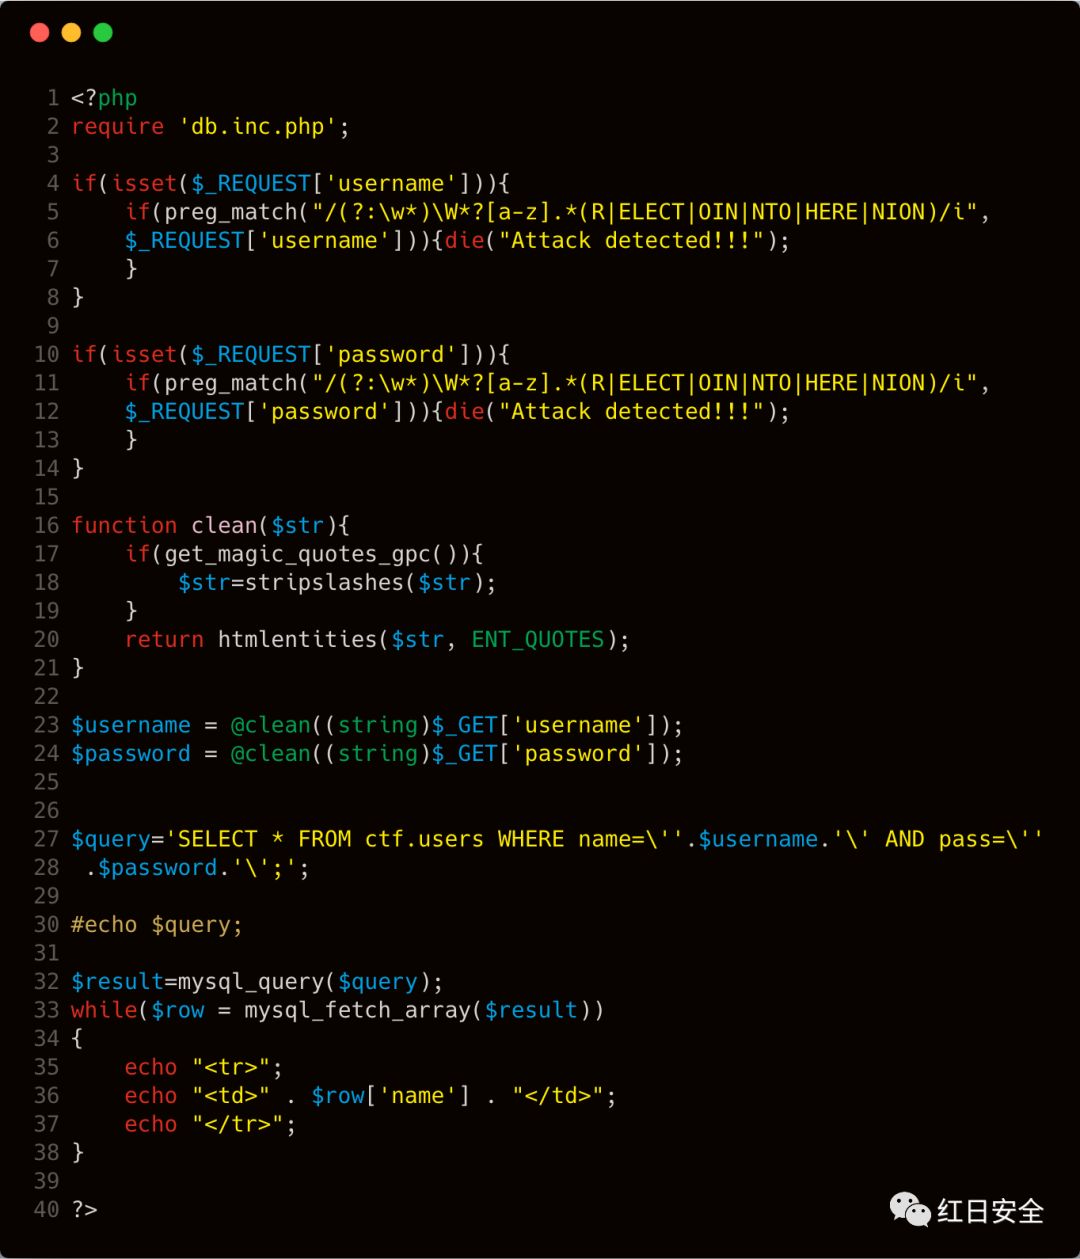 1 <?php
2 require 'db.inc.php';
3
4 if(isset($_REQUEST['username'])){
5     if(preg_match("/(?:\w*)\W*?[a-z].*(R|ELECT|OIN|NTO|HERE|NION)/i",
6     $_REQUEST['username'])){die("Attack detected!!!");
7     }
8 }
9
10 if(isset($_REQUEST['password'])){
11     if(preg_match("/(?:\w*)\W*?[a-z].*(R|ELECT|OIN|NTO|HERE|NION)/i",
12     $_REQUEST['password'])){die("Attack detected!!!");
13     }
14 }
15
16 function clean($str){
17     if(get_magic_quotes_gpc()){
18         $str=stripslashes($str);
19     }
20     return htmlentities($str, ENT_QUOTES);
21 }
22
23 $username = @clean((string)$_GET['username']);
24 $password = @clean((string)$_GET['password']);
25
26
27 $query='SELECT * FROM ctf.users WHERE name=\''.$username.'\' AND pass=\''
28  .$password.'\';';
29
30 #echo $query;
31
32 $result=mysql_query($query);
33 while($row = mysql_fetch_array($result))
34 {
35     echo "<tr>";
36     echo "<td>" . $row['name'] . "</td>";
37     echo "</tr>";
38 }
39
40 ?>
红日安全